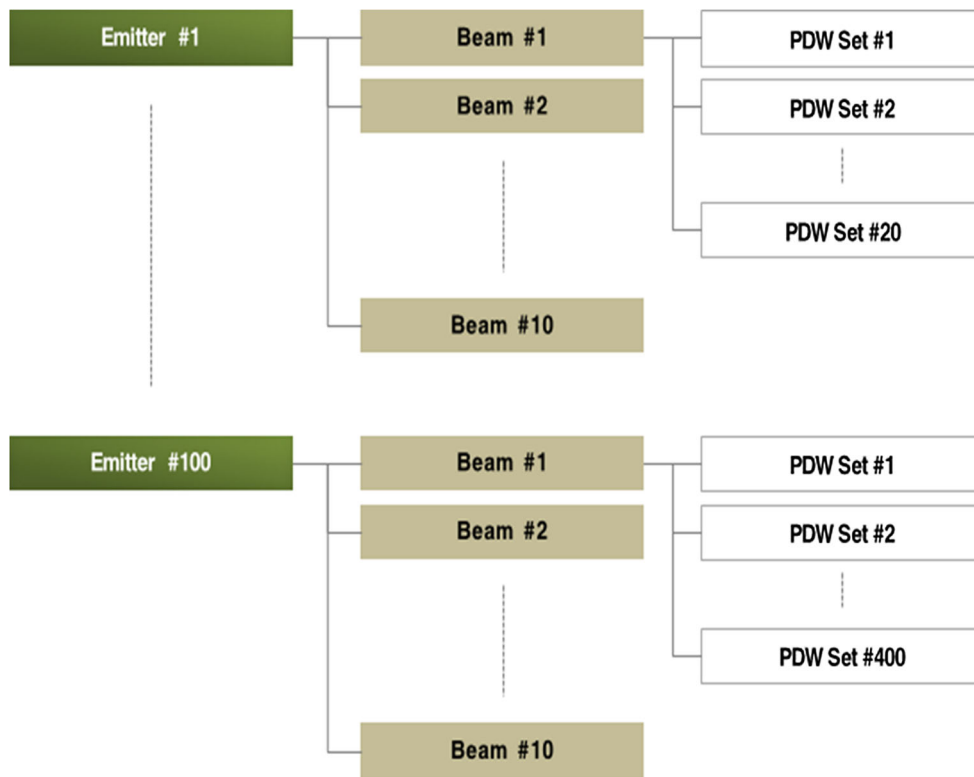 Emitter #1
Beam #1
PDW Set #1
Beam #2
PDW Set #2
PDW Set #20
Beam #10
Emitter #100
Beam #1
PDW Set #1
Beam #2
PDW Set #2
PDW Set #400
Beam #10